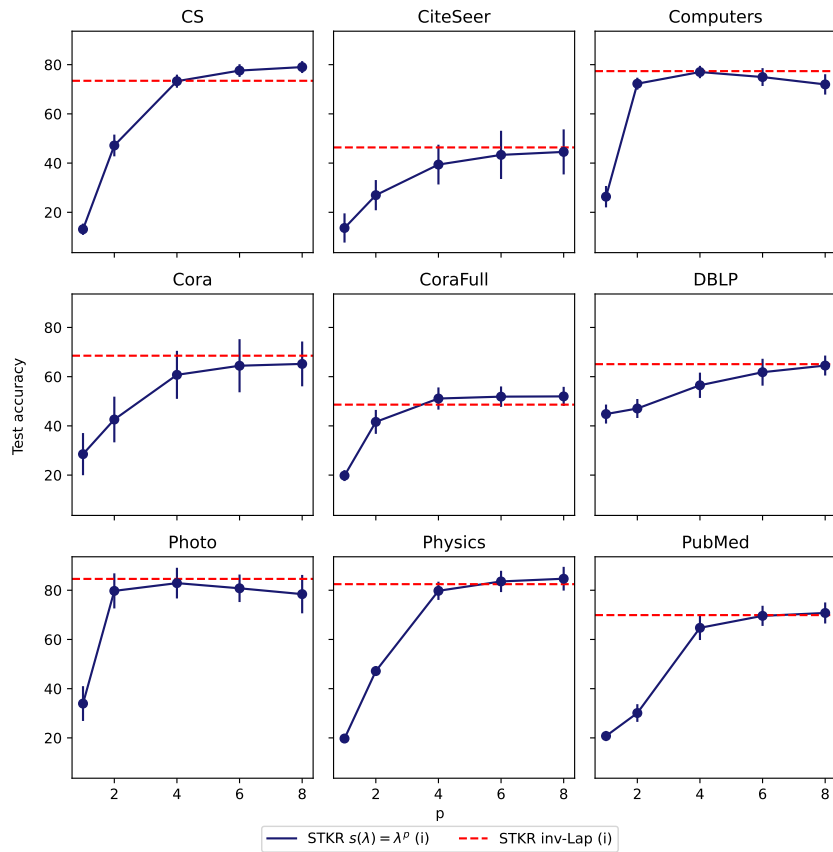 CS
CiteSeer
Computers
80
60
40
20
Cora
CoraFull
DBLP
Test accuracy
80
60
40
20
Photo
Physics
PubMed
80
60
40
20
2 4 6 8
2 4 6 8
2 4 6 8
p
STKR s(λ) = λᵖ (i)
STKR inv-Lap (i)